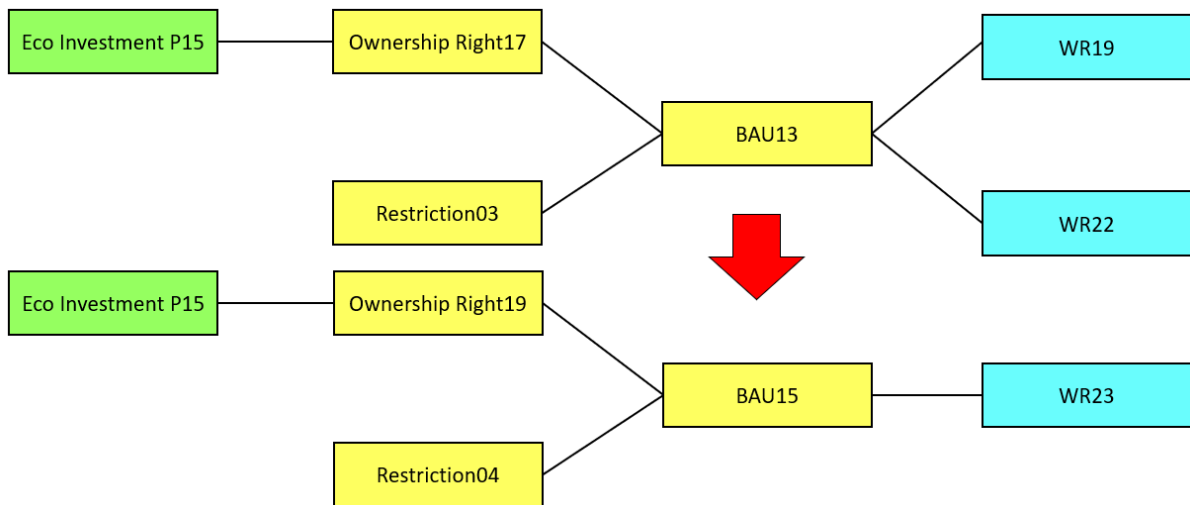 Eco Investment P15
Ownership Right17
WR19
BAU13
Restriction03
WR22
Eco Investment P15
Ownership Right19
BAU15
WR23
Restriction04